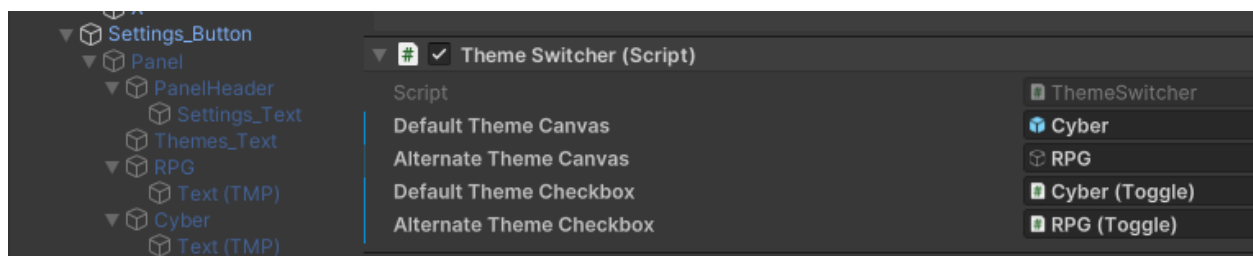 Settings_Button
Panel
PanelHeader
Settings_Text
Themes_Text
RPG
Text (TMP)
Cyber
Text (TMP)
# Theme Switcher (Script)
Script # ThemeSwitcher
Default Theme Canvas Cyber
Alternate Theme Canvas RPG
Default Theme Checkbox # Cyber (Toggle)
Alternate Theme Checkbox # RPG (Toggle)